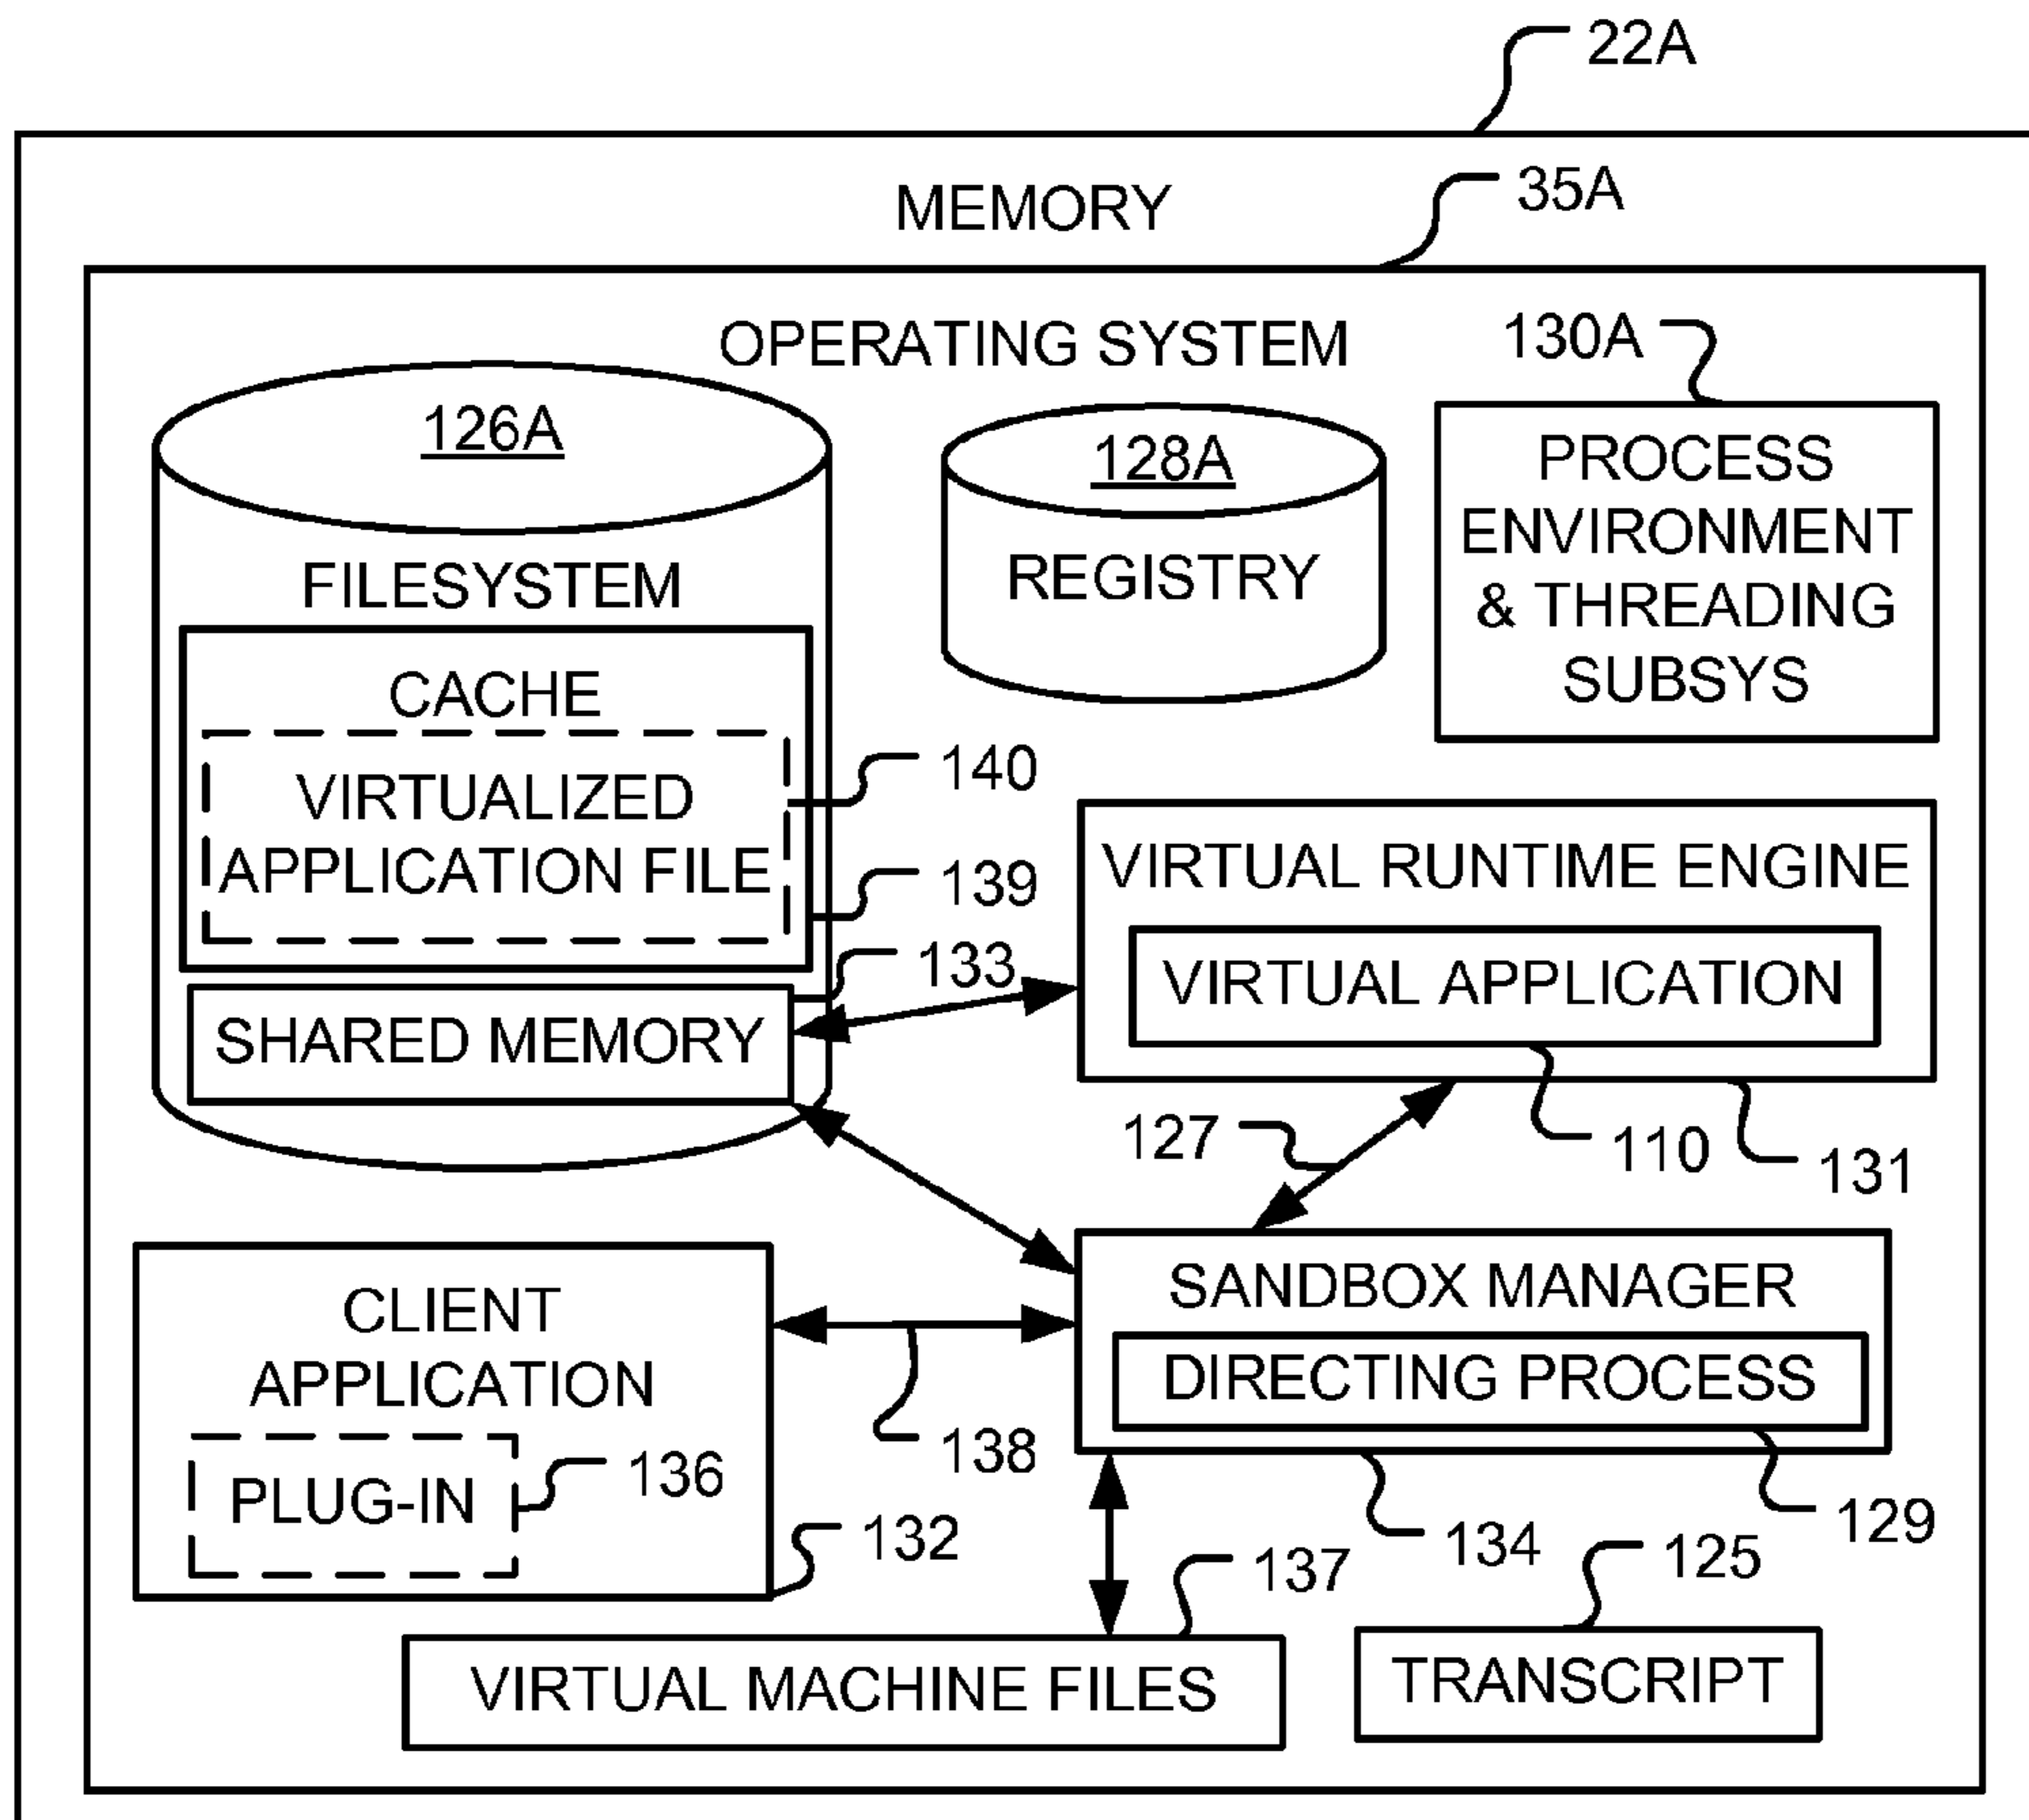 22A
MEMORY
35A
OPERATING SYSTEM
130A
126A
128A
PROCESS
ENVIRONMENT
& THREADING
SUBSYS
FILESYSTEM
REGISTRY
CACHE
VIRTUALIZED
APPLICATION FILE
140
139
133
VIRTUAL RUNTIME ENGINE
VIRTUAL APPLICATION
SHARED MEMORY
127
110
131
CLIENT
APPLICATION
PLUG-IN
136
132
138
SANDBOX MANAGER
DIRECTING PROCESS
129
134
137
125
VIRTUAL MACHINE FILES
TRANSCRIPT